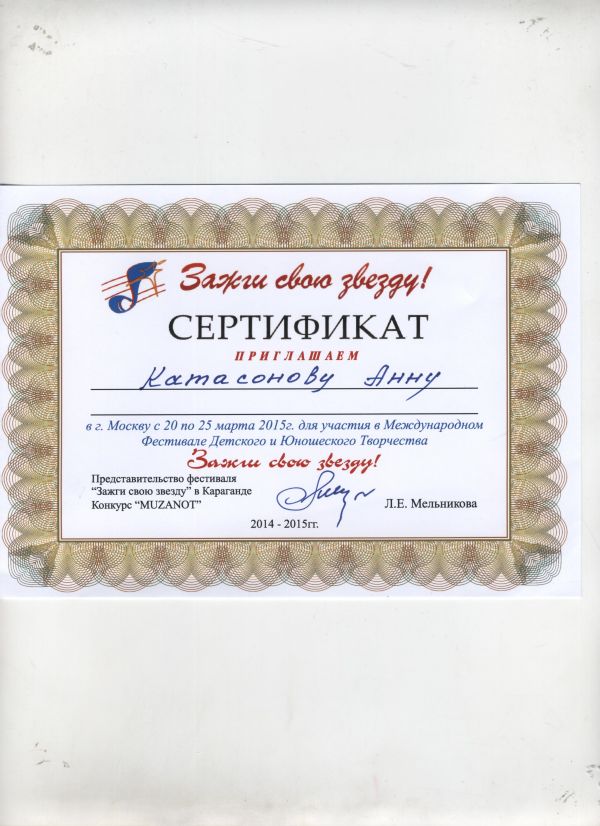 Зажги свою звезду!
СЕРТИФИКАТ
ПРИГЛАШАЕМ
Катасонову Анну
в г. Москву с 20 по 25 марта 2015г. для участия в Международном
Фестивале Детского и Юношеского Творчества
Зажги свою звезду!
Представительство фестиваля
“Зажги свою звезду” в Караганде
Конкурс “MUZANOT”
Л.Е. Мельникова
2014 - 2015гг.